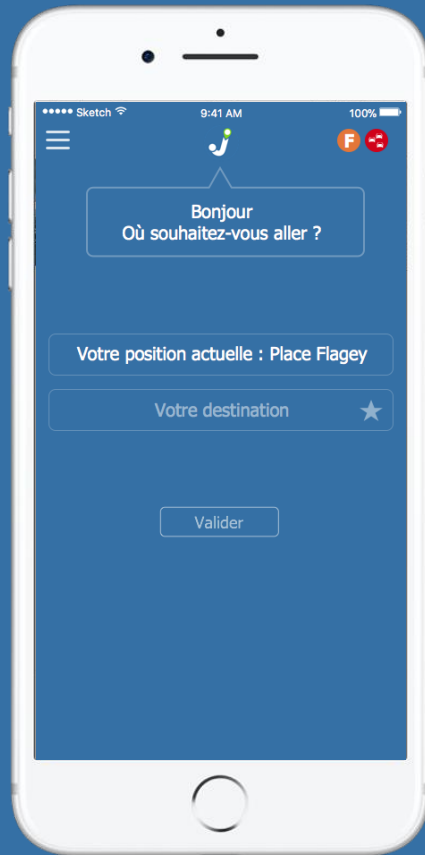 Sketch
9:41 AM
100%
F
Bonjour
Où souhaitez-vous aller ?
Votre position actuelle : Place Flagey
Votre destination
Valider